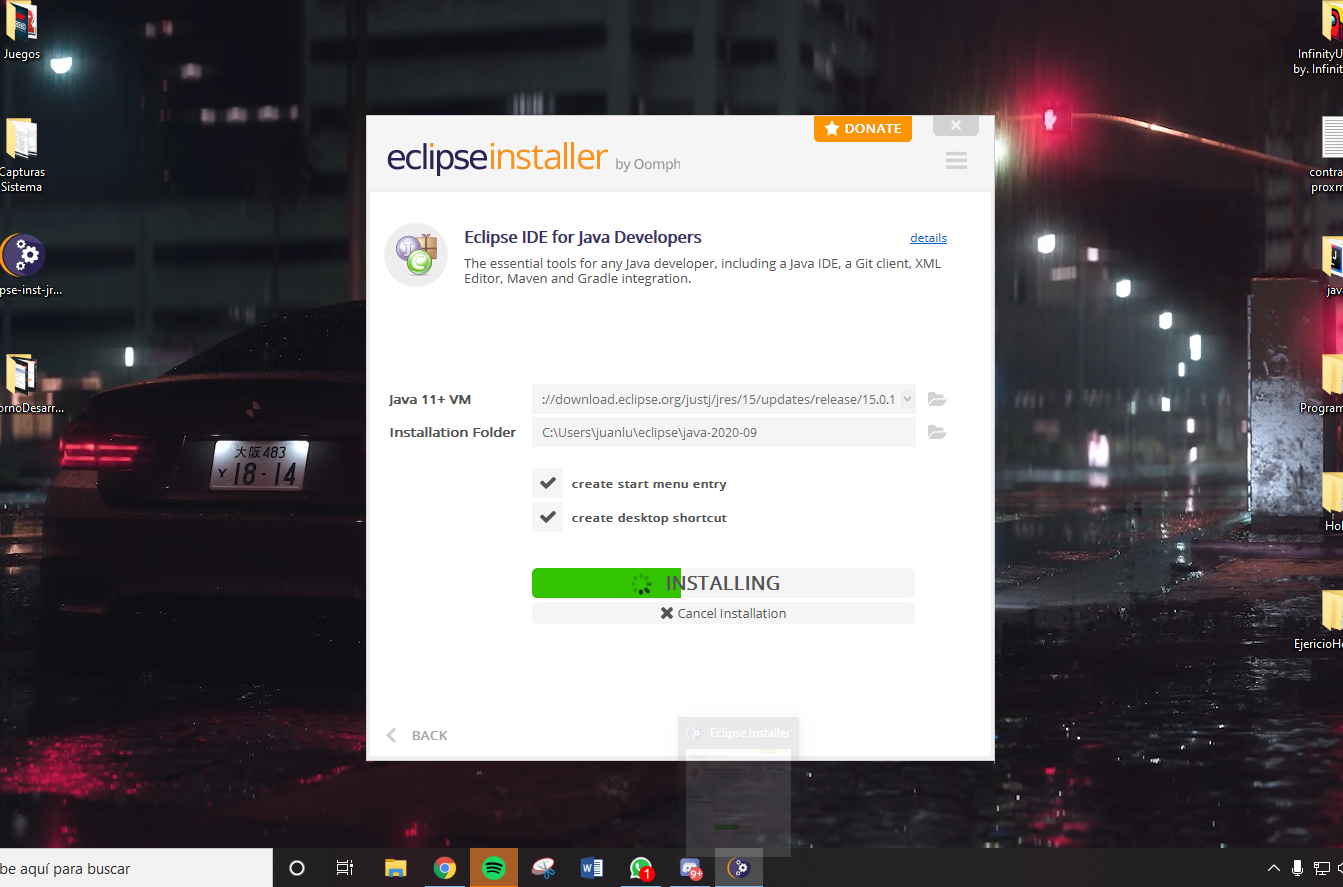 Juegos
Capturas
Sistema
pse-inst-jr...
ornoDesarr...
InfinityU
by. Infinit
contra
proxm
jav
Program
Hol
EjericioHo
DONATE
eclipseinstaller by Oomph
Eclipse IDE for Java Developers
details
The essential tools for any Java developer, including a Java IDE, a Git client, XML
Editor, Maven and Gradle integration.
Java 11+ VM
://download.eclipse.org/justj/jres/15/updates/release/15.0.1
Installation Folder
C:\Users\juanlu\eclipse\java-2020-09
create start menu entry
create desktop shortcut
INSTALLING
Cancel Installation
BACK
Eclipse Installer
大阪 483
18-14
be aquí para buscar
1
9+